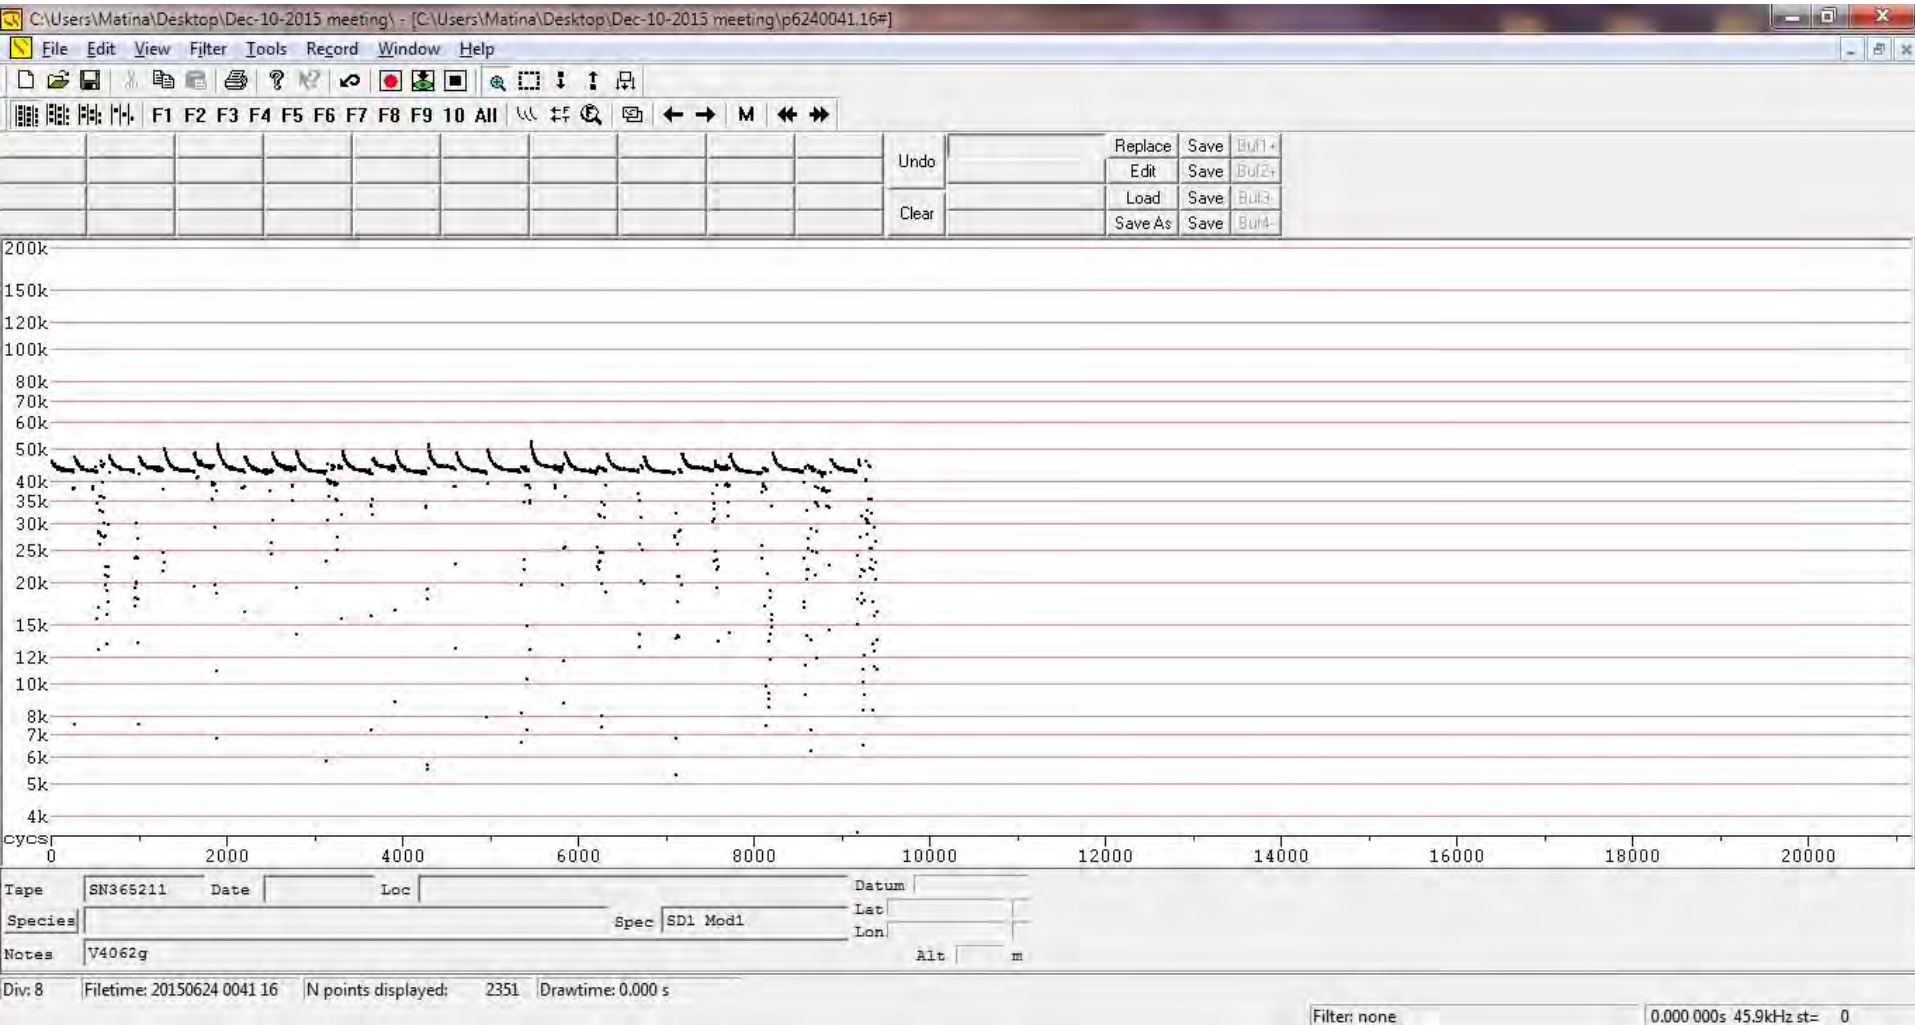 C:\Users\Matina\Desktop\Dec-10-2015 meeting\ - [C:\Users\Matina\Desktop\Dec-10-2015 meeting\p6240041.16#]
File Edit View Filter Tools Record Window Help
F1 F2 F3 F4 F5 F6 F7 F8 F9 10 All M
Undo Replace Save Buf1+
Edit Save Buf2+
Clear Load Save Buf3-
Save As Save Buf4-
200k
150k
120k
100k
80k
70k
60k
50k
40k
35k
30k
25k
20k
15k
12k
10k
8k
7k
6k
5k
4k
cycs
0 2000 4000 6000 8000 10000 12000 14000 16000 18000 20000
Tape SN365211 Date Loc Datum
Species Spec SD1 Mod1 Lat
Lon
Notes V4062g Alt m
Div: 8 Filetime: 20150624 0041 16 N points displayed: 2351 Drawtime: 0.000 s
Filter: none 0.000 000s 45.9kHz st= 0